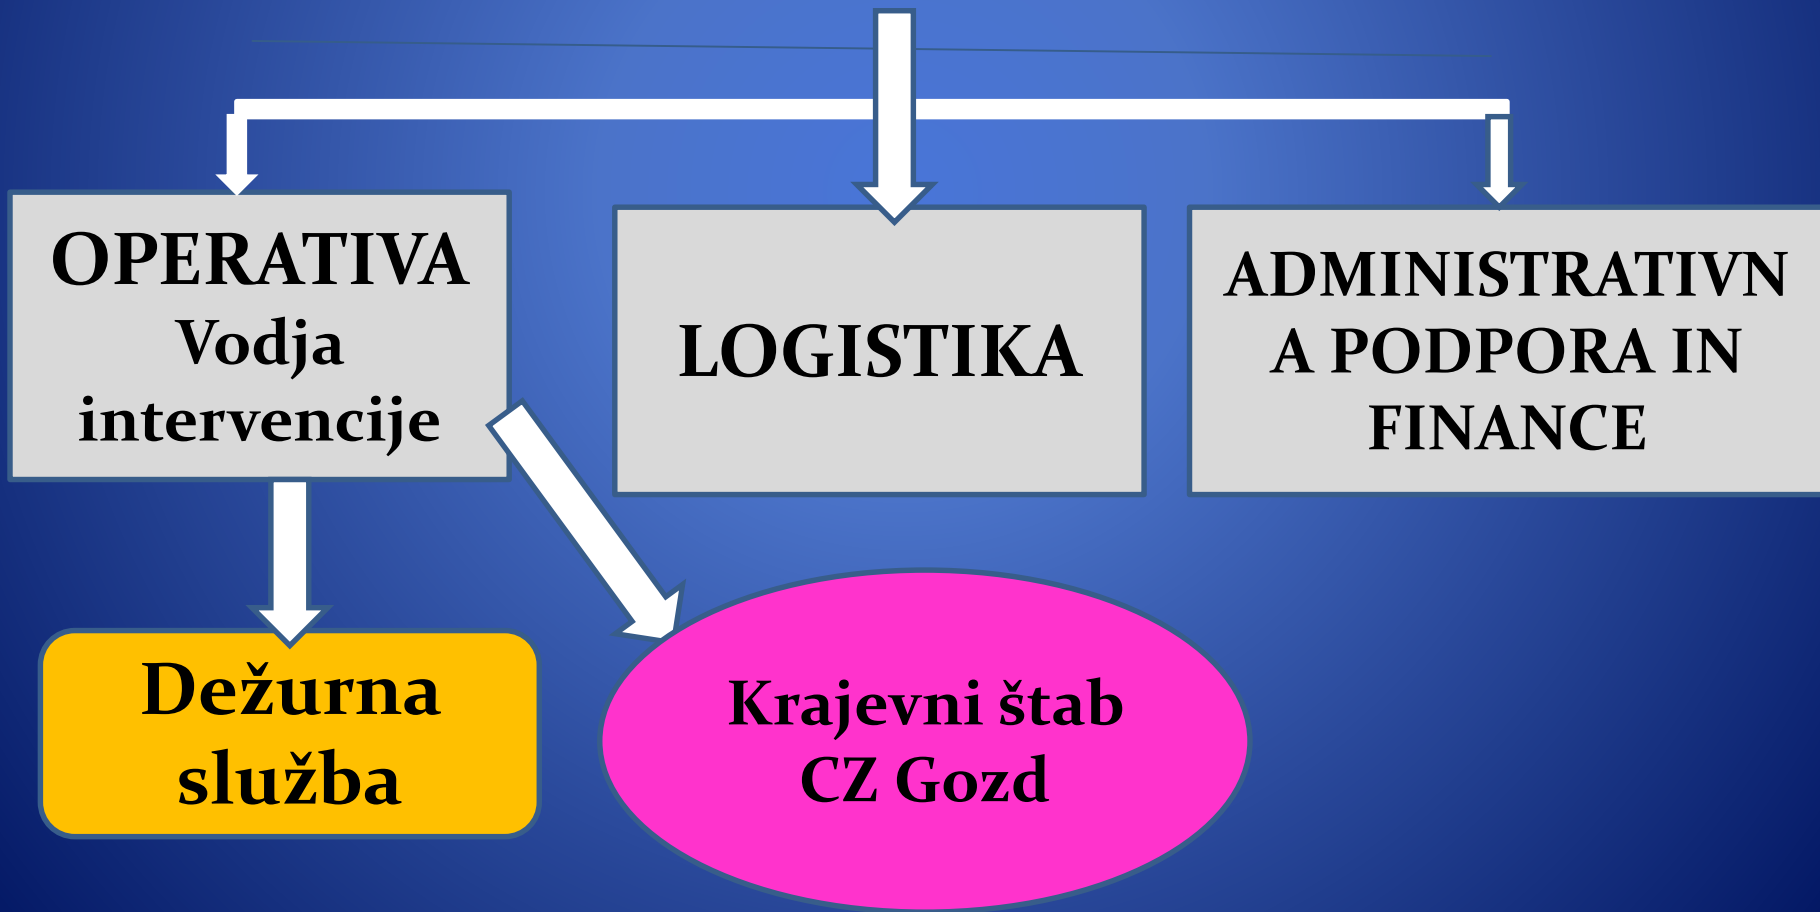 OPERATIVA
Vodja
intervencije
LOGISTIKA
ADMINISTRATIVN
A PODPORA IN
FINANCE
Dežurna
služba
Krajevni štab
CZ Gozd